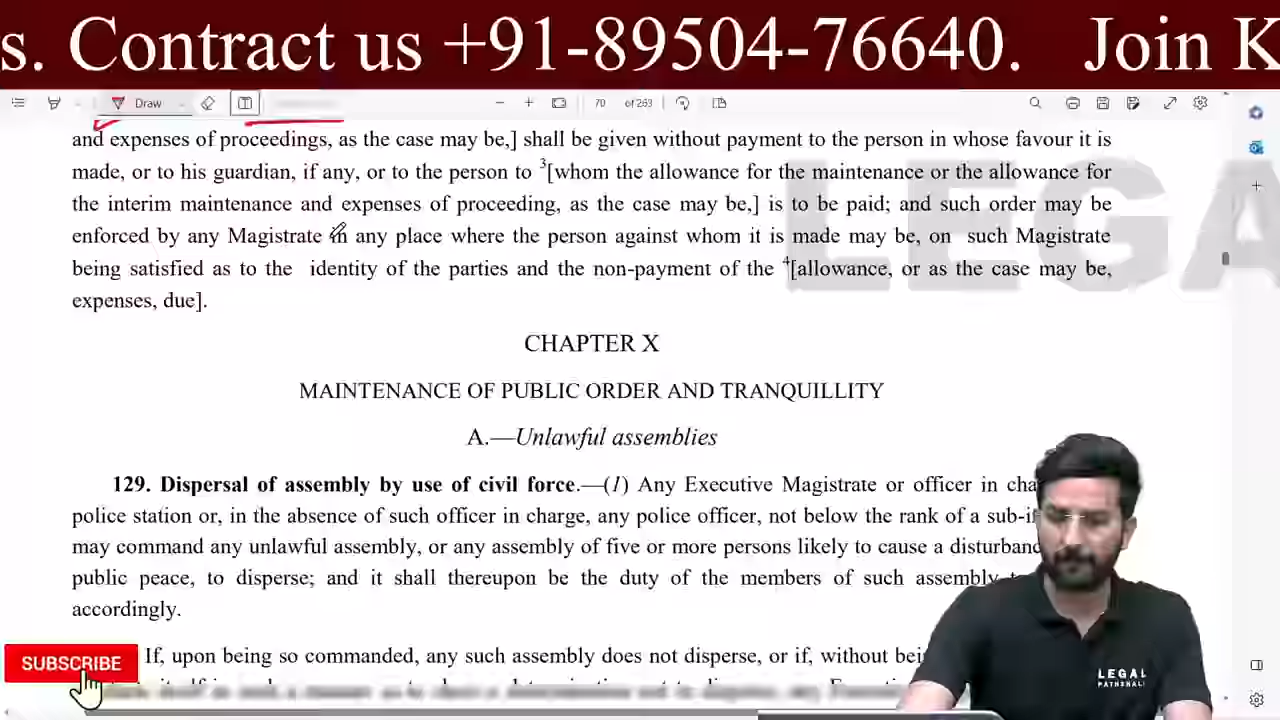 s. Contract us +91-89504-76640. Join K
Draw
70 of 263
and expenses of proceedings, as the case may be,] shall be given without payment to the person in whose favour it is
made, or to his guardian, if any, or to the person to 3[whom the allowance for the maintenance or the allowance for
the interim maintenance and expenses of proceeding, as the case may be,] is to be paid; and such order may be
enforced by any Magistrate in any place where the person against whom it is made may be, on such Magistrate
being satisfied as to the identity of the parties and the non-payment of the 4[allowance, or as the case may be,
expenses, due].
LEGA
CHAPTER X
MAINTENANCE OF PUBLIC ORDER AND TRANQUILLITY
A.—Unlawful assemblies
129. Dispersal of assembly by use of civil force.—(1) Any Executive Magistrate or officer in cha
police station or, in the absence of such officer in charge, any police officer, not below the rank of a sub-i
may command any unlawful assembly, or any assembly of five or more persons likely to cause a disturbanc
public peace, to disperse; and it shall thereupon be the duty of the members of such assembly
accordingly.
If, upon being so commanded, any such assembly does not disperse, or if, without bei
SUBSCRIBE
LEGAL
PATHSHALA